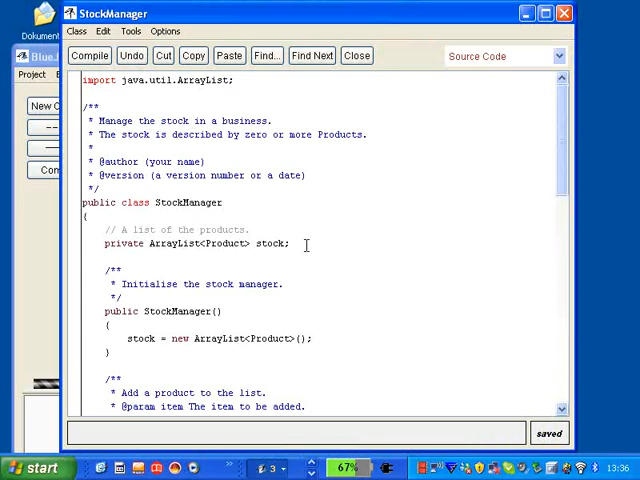 Dokument
BlueJ
Project
New C
Com
StockManager
Class Edit Tools Options
Compile Undo Cut Copy Paste Find... Find Next Close Source Code
import java.util.ArrayList;
/**
* Manage the stock in a business.
* The stock is described by zero or more Products.
*
* @author (your name)
* @version (a version number or a date)
*/
public class StockManager
{
// A list of the products.
private ArrayList<Product> stock;
/**
* Initialise the stock manager.
*/
public StockManager()
{
stock = new ArrayList<Product>();
}
/**
* Add a product to the list.
* @param item The item to be added.
saved
start 3 67% 13:36